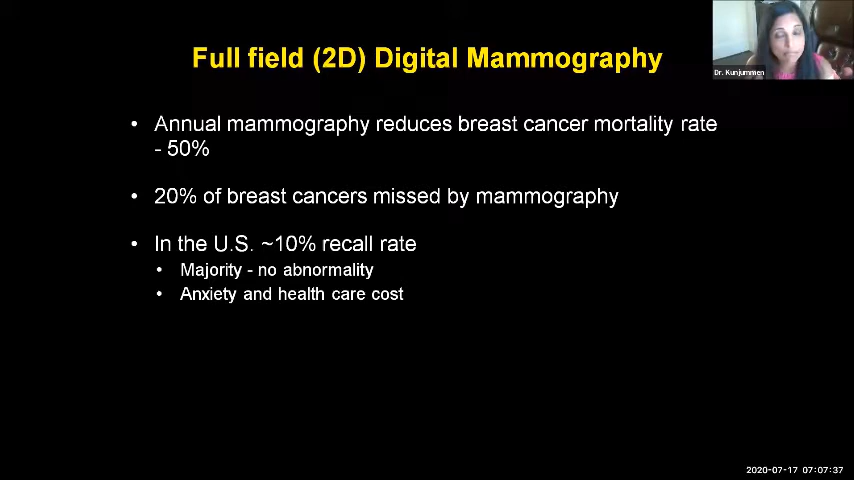 Full field (2D) Digital Mammography
Dr. Kunjummen
• Annual mammography reduces breast cancer mortality rate
- 50%
• 20% of breast cancers missed by mammography
• In the U.S. ~10% recall rate
• Majority - no abnormality
• Anxiety and health care cost
2020-07-17 07:07:37